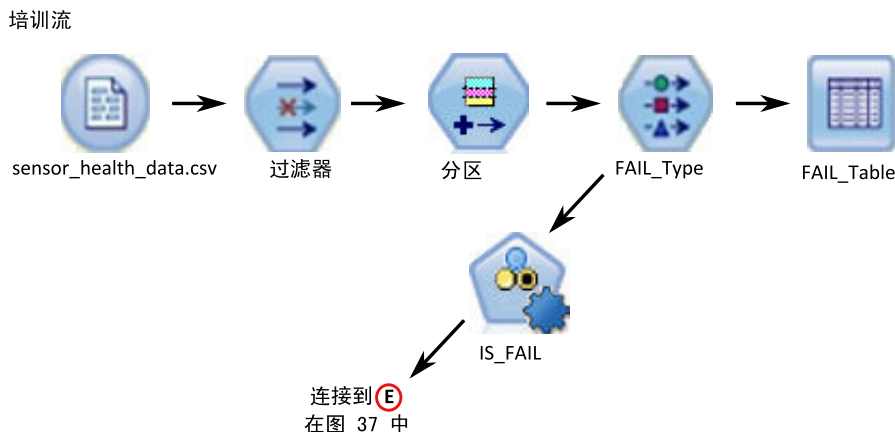 培训流
sensor_health_data.csv
过滤器
分区
FAIL_Type
FAIL_Table
IS_FAIL
连接到 E
在图 37 中